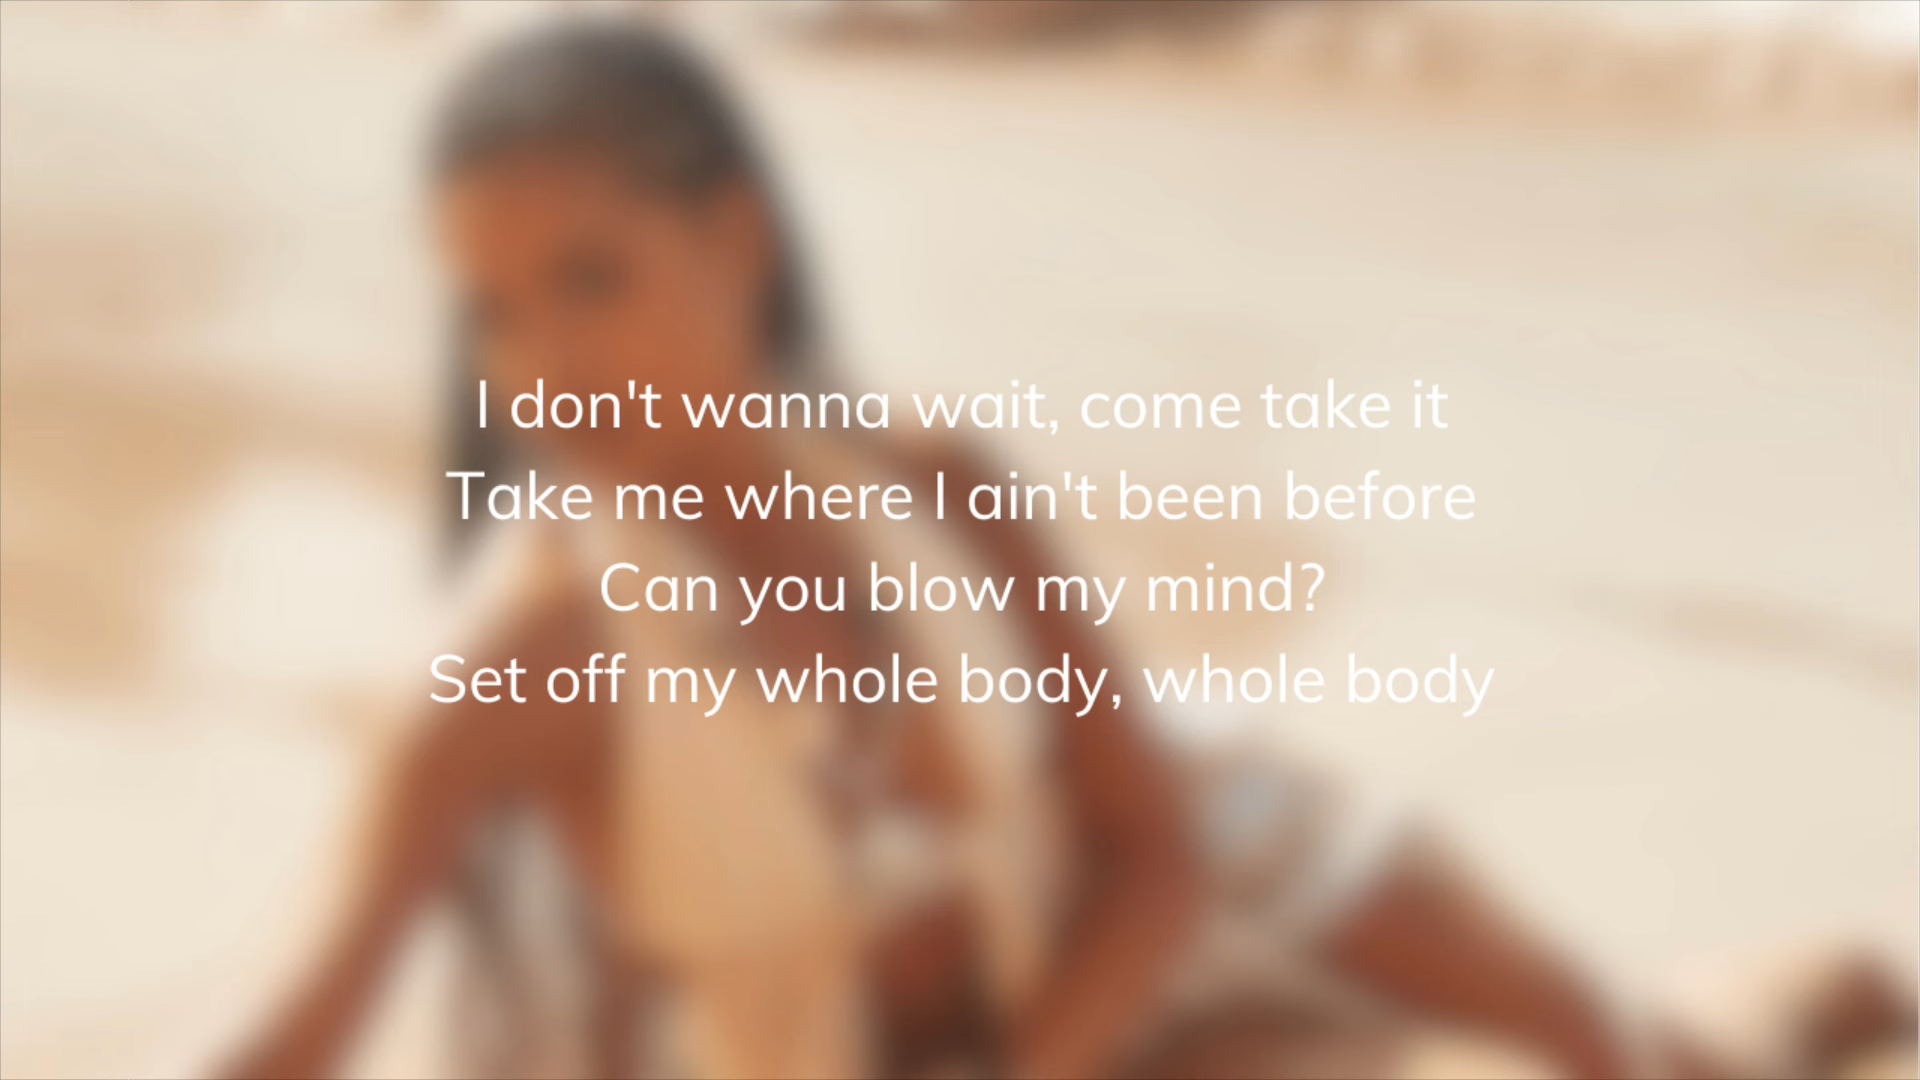 I don't wanna wait, come take it
Take me where I ain't been before
Can you blow my mind?
Set off my whole body, whole body